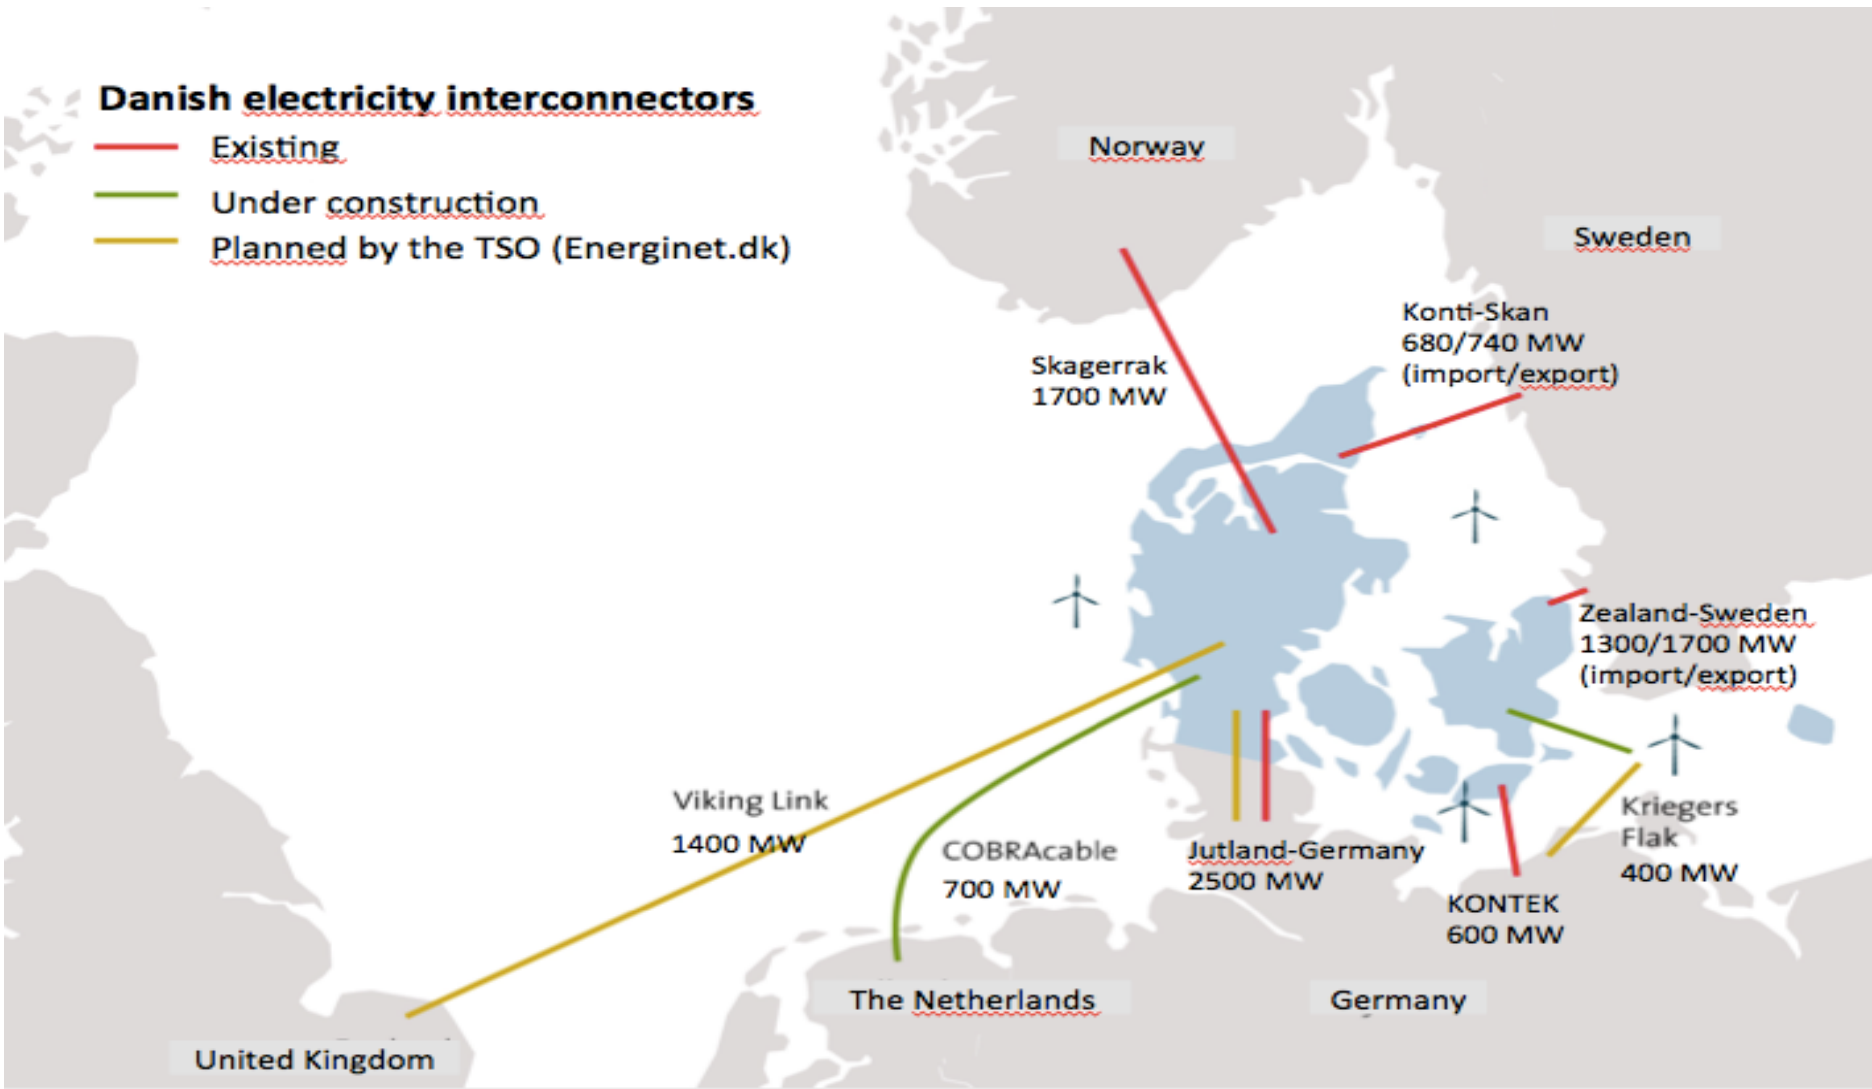 Danish electricity interconnectors
Existing
Under construction
Planned by the TSO (Energinet.dk)
Norway
Sweden
Konti-Skan
680/740 MW
(import/export)
Skagerrak
1700 MW
Zealand-Sweden
1300/1700 MW
(import/export)
Viking Link
1400 MW
COBRAcable
700 MW
Jutland-Germany
2500 MW
Kriegers
Flak
400 MW
KONTEK
600 MW
The Netherlands
Germany
United Kingdom